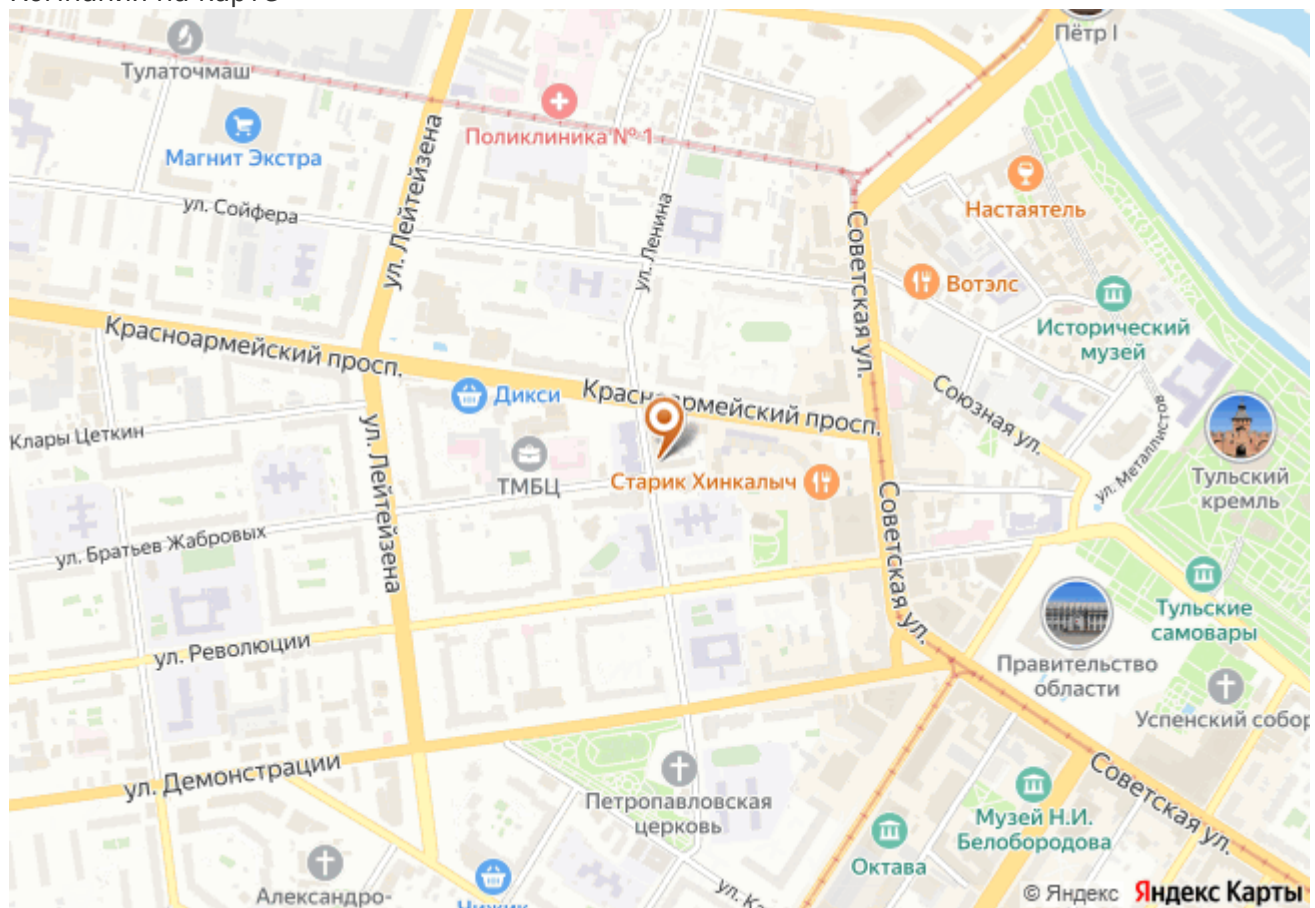 Пётр I
Тулаточмаш
Поликлиника № 1
Магнит Экстра
ул. Лейтейзена
Настаятель
ул. Сойфера
ул. Ленина
Советская ул.
Вотэлс
Исторический
музей
Красноармейский просп.
Дикси
Красноармейский просп.
Союзная ул.
ул. Металлистов
Клары Цеткин
ТМБЦ
Старик Хинкалыч
Тульский
кремль
ул. Лейтейзена
Советская ул.
ул. Братьев Жабровых
Тульские
самовары
ул. Революции
Правительство
области
Успенский собор
ул. Демонстрации
Петропавловская
церковь
Музей Н.И.
Белобородова
Советская ул.
Октава
Александро-
© Яндекс Яндекс Карты